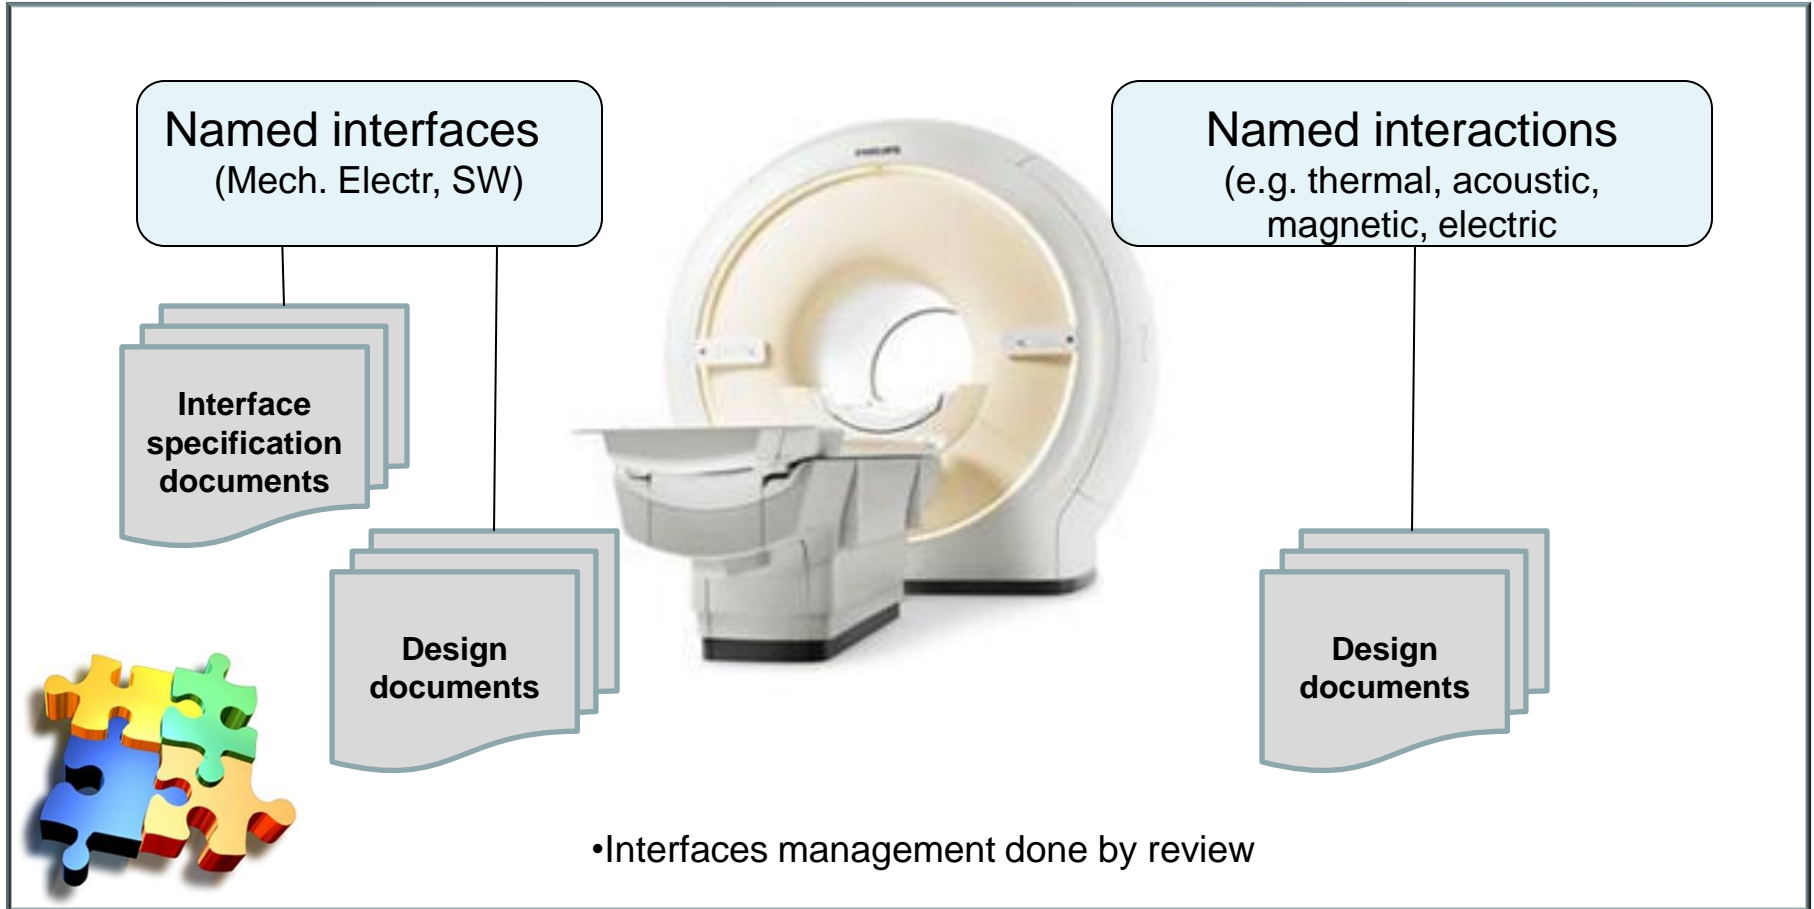 Named interfaces
(Mech. Electr, SW)
Named interactions
(e.g. thermal, acoustic,
magnetic, electric
PHILIPS
Interface
specification
documents
Design
documents
Design
documents
•Interfaces management done by review